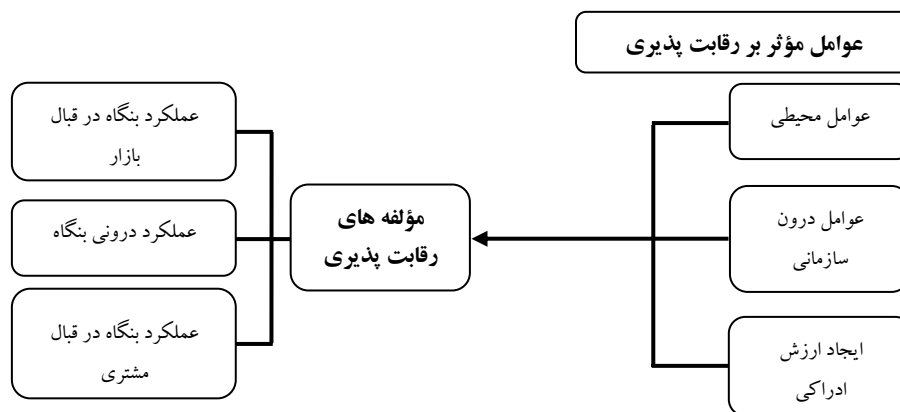 عوامل مؤثر بر رقابت پذیری
عوامل محیطی
عوامل درون
سازمانی
ایجاد ارزش
ادراکی
مؤلفه های
رقابت پذیری
عملکرد بنگاه در قبال
بازار
عملکرد درونی بنگاه
عملکرد بنگاه در قبال
مشتری